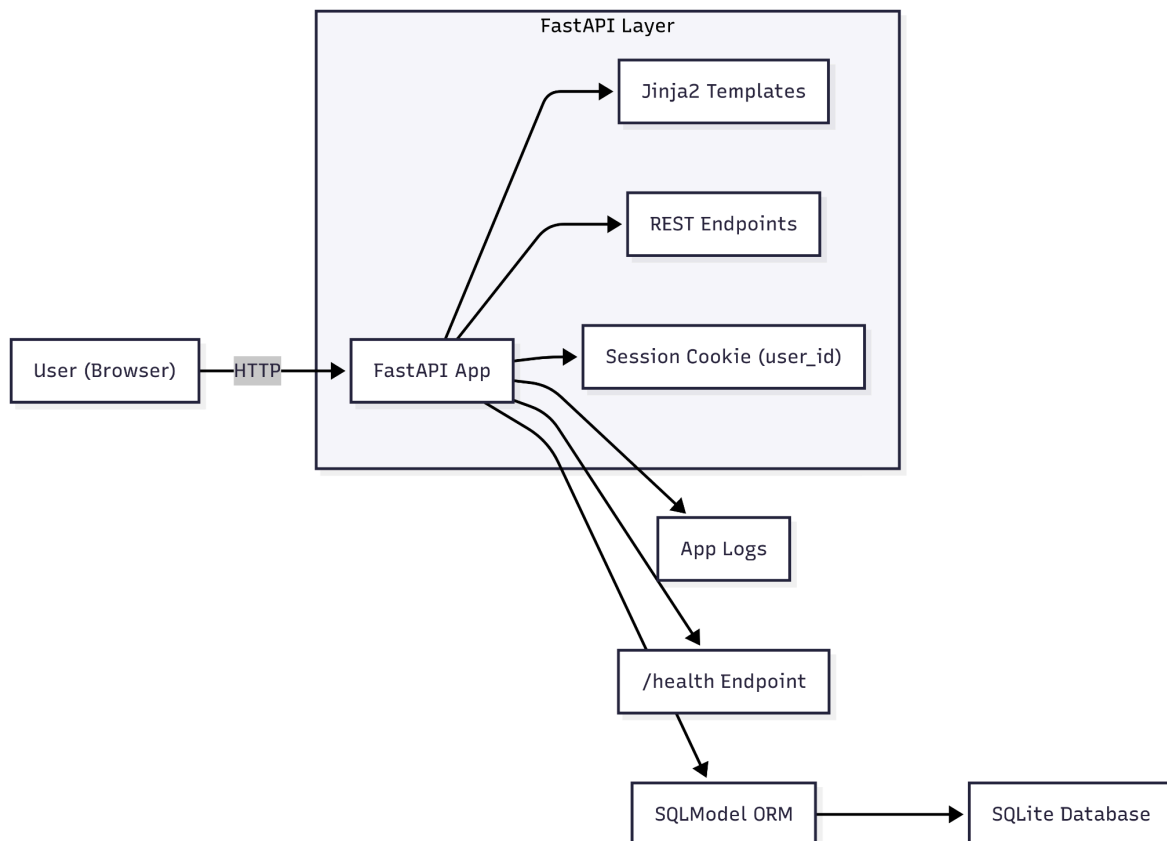 FastAPI Layer
Jinja2 Templates
REST Endpoints
User (Browser)
HTTP
FastAPI App
Session Cookie (user_id)
App Logs
/health Endpoint
SQLModel ORM
SQLite Database